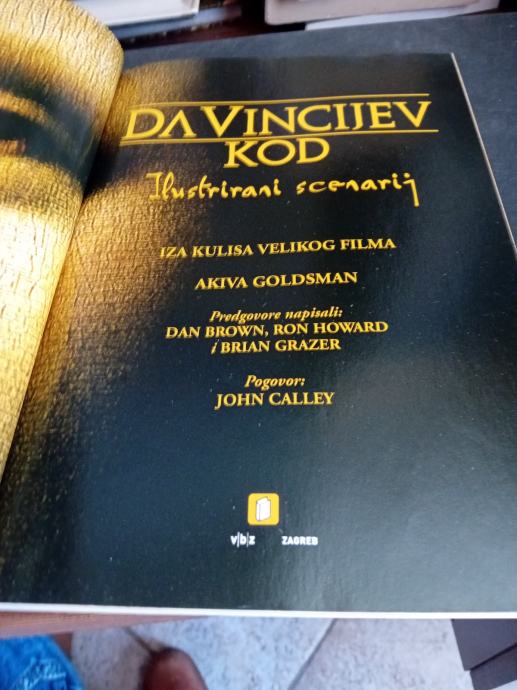 DA VINCIJEV
KOD
Ilustrirani scenarij
IZA KULISA VELIKOG FILMA
AKIVA GOLDSMAN
Predgovore napisali:
DAN BROWN, RON HOWARD
i BRIAN GRAZER
Pogovor:
JOHN CALLEY
v|b|z ZAGREB